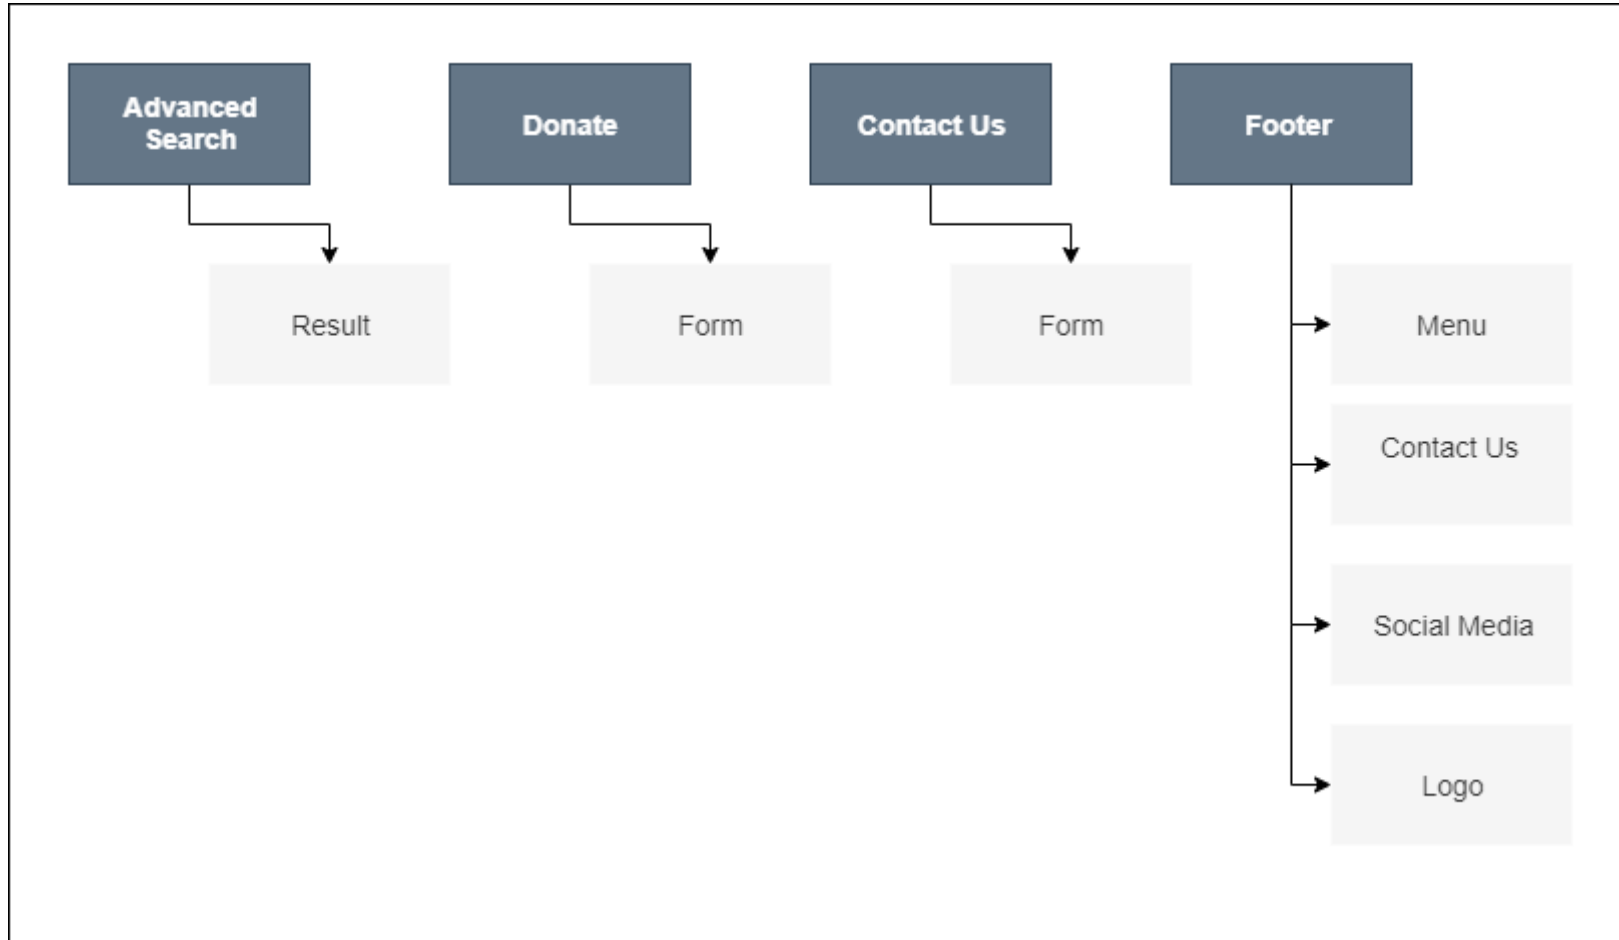 Advanced
Search
Donate
Contact Us
Footer
Result
Form
Form
Menu
Contact Us
Social Media
Logo